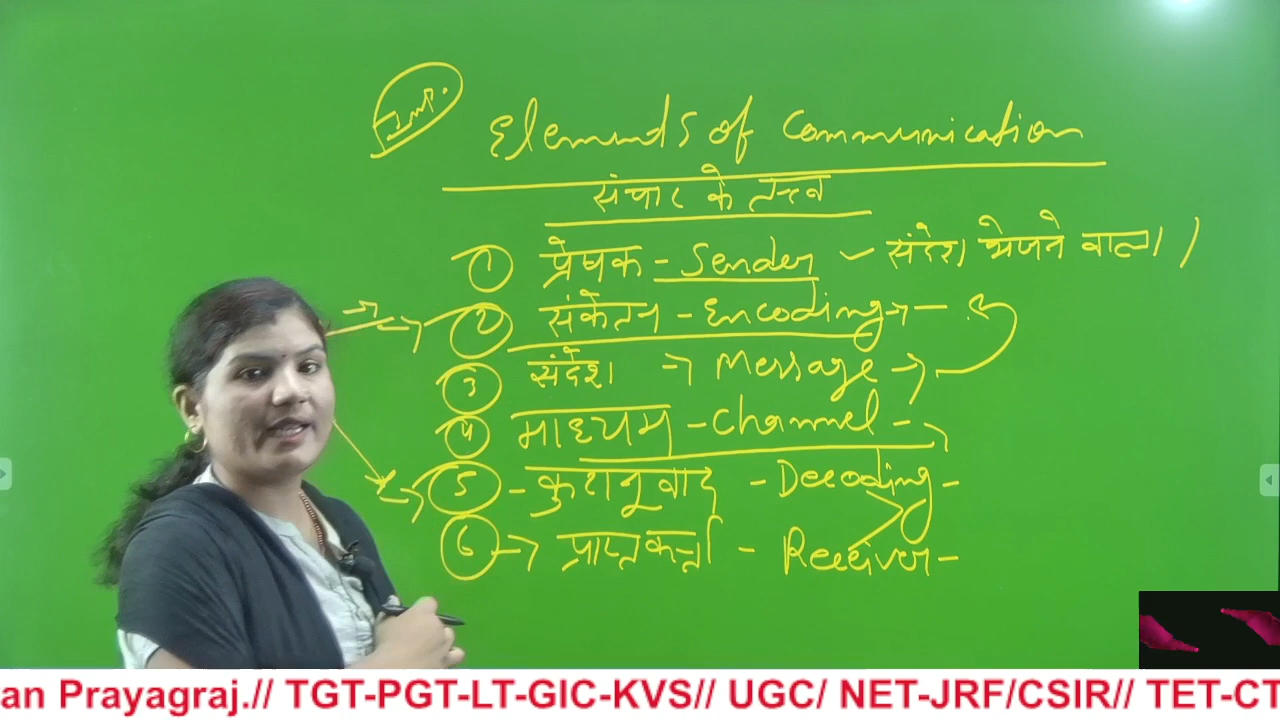 Imp.
Elements of Communication
संचार के तत्त्व
① प्रेषक - Sender - संदेश भेजने वाला।
② संकेतन - Encoding → -
③ संदेश → Message →
④ माध्यम - Channel - →
⑤ - कुटानुवाद - Decoding -
⑥ → प्राप्तकर्त्ता - Receiver -
an Prayagraj.// TGT-PGT-LT-GIC-KVS// UGC/ NET-JRF/CSIR// TET-CT